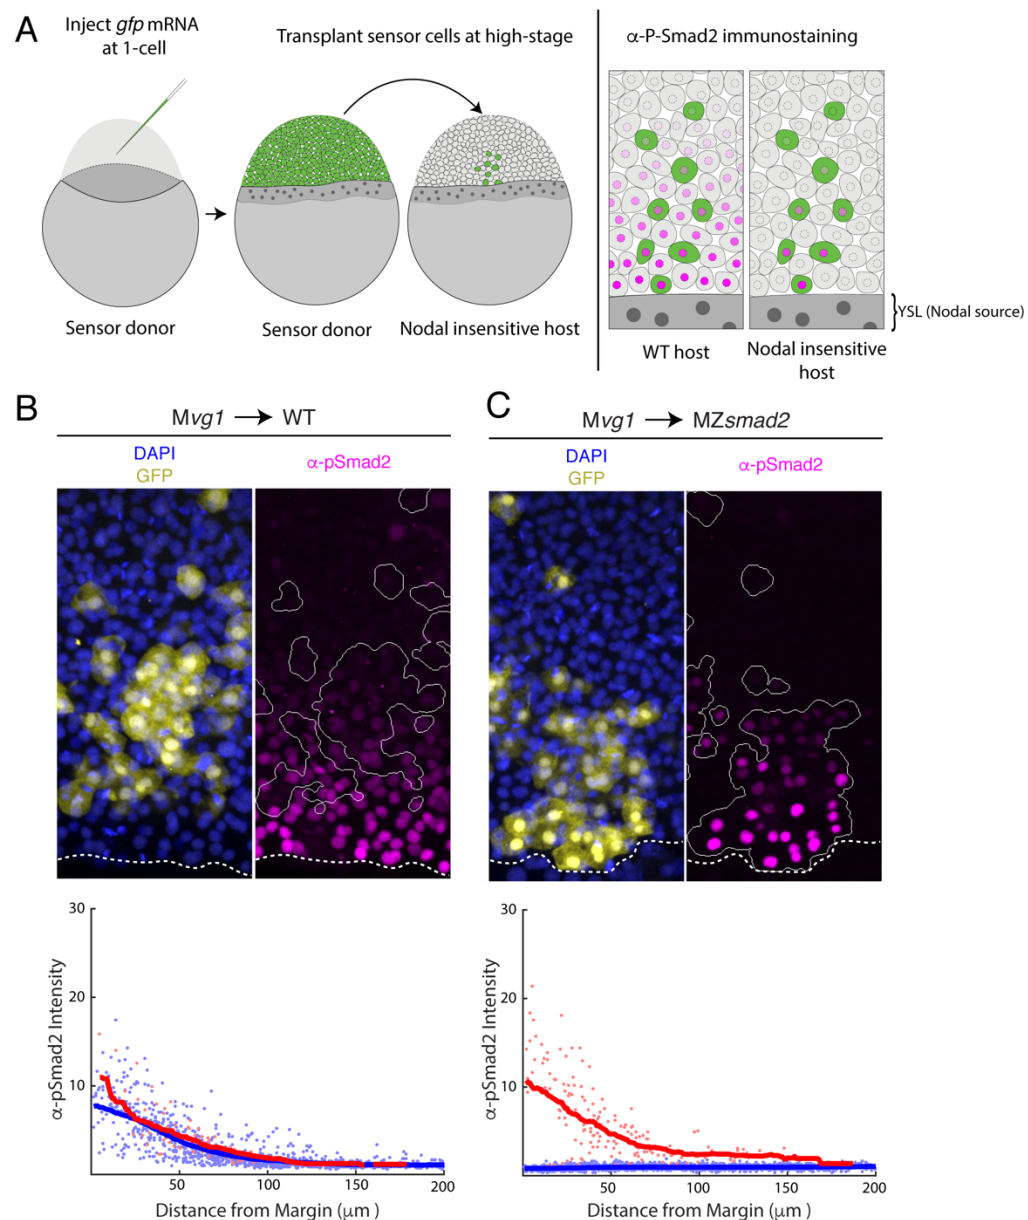 A
Inject gfp mRNA
at 1-cell
Transplant sensor cells at high-stage
α-P-Smad2 immunostaining
Sensor donor
Sensor donor
Nodal insensitive host
WT host
Nodal insensitive
host
YSL (Nodal source)
B
Mvg1 → WT
DAPI
GFP
α-pSmad2
C
Mvg1 → MZsmad2
DAPI
GFP
α-pSmad2
30
20
10
α-pSmad2 Intensity
50
100
150
200
Distance from Margin (μm )
30
20
10
α-pSmad2 Intensity
50
100
150
200
Distance from Margin (μm )